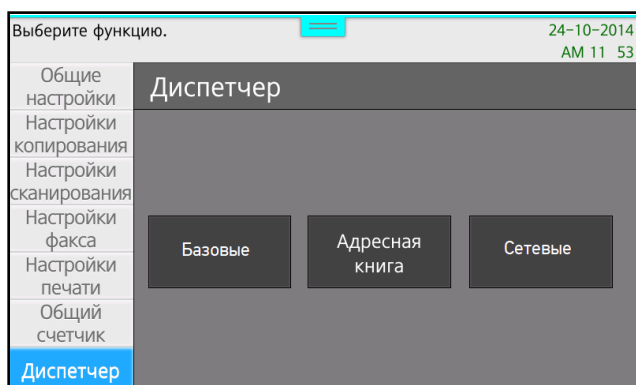 Выберите функцию.
24-10-2014
AM 11 53
Общие
настройки
Настройки
копирования
Настройки
сканирования
Настройки
факса
Настройки
печати
Общий
счетчик
Диспетчер
Диспетчер
Базовые
Адресная
книга
Сетевые